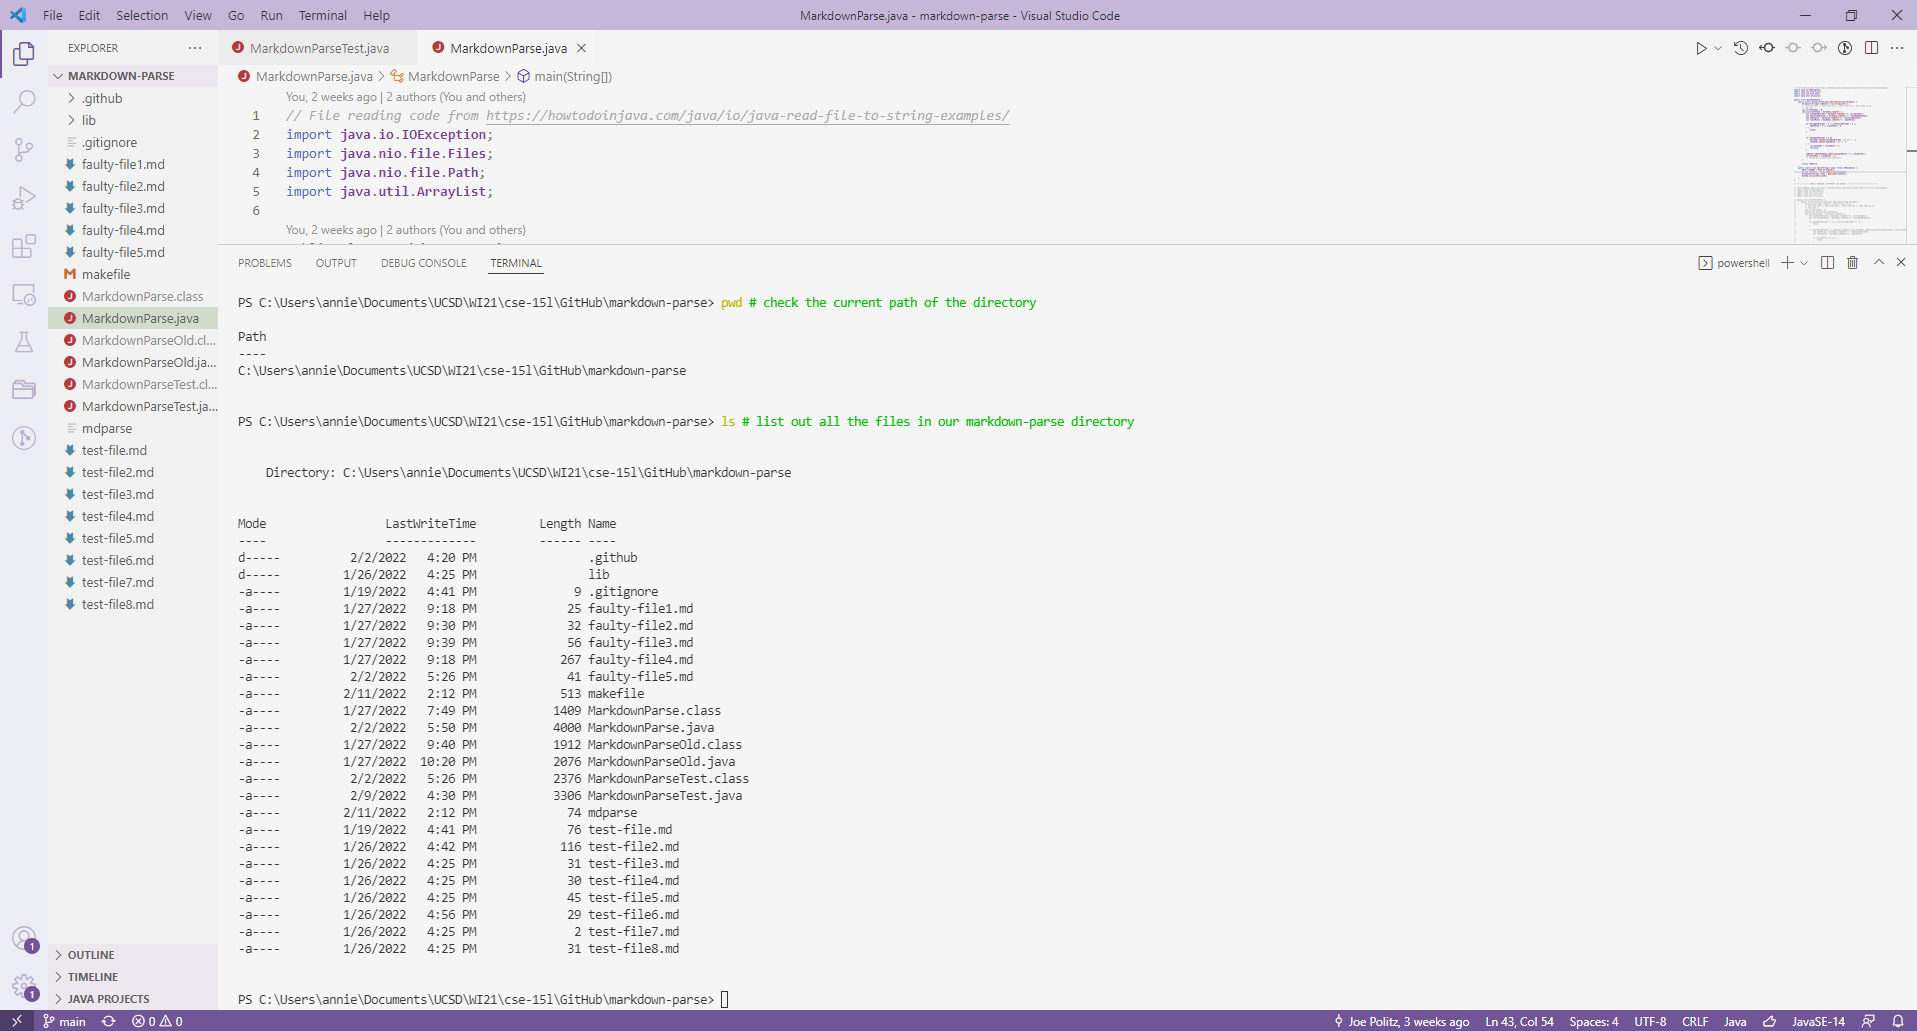 File Edit Selection View Go Run Terminal Help
MarkdownParse.java - markdown-parse - Visual Studio Code
EXPLORER
MARKDOWN-PARSE
.github
lib
.gitignore
faulty-file1.md
faulty-file2.md
faulty-file3.md
faulty-file4.md
faulty-file5.md
makefile
MarkdownParse.class
MarkdownParse.java
MarkdownParseOld.cl...
MarkdownParseOld.ja...
MarkdownParseTest.cl...
MarkdownParseTest.ja...
mdparse
test-file.md
test-file2.md
test-file3.md
test-file4.md
test-file5.md
test-file6.md
test-file7.md
test-file8.md
OUTLINE
TIMELINE
JAVA PROJECTS
1
1
MarkdownParseTest.java MarkdownParse.java
MarkdownParse.java > MarkdownParse > main(String[])
You, 2 weeks ago | 2 authors (You and others)
1 // File reading code from https://howtodoinjava.com/java/io/java-read-file-to-string-examples/
2 import java.io.IOException;
3 import java.nio.file.Files;
4 import java.nio.file.Path;
5 import java.util.ArrayList;
6
You, 2 weeks ago | 2 authors (You and others)
PROBLEMS OUTPUT DEBUG CONSOLE TERMINAL
powershell
PS C:\Users\annie\Documents\UCSD\WI21\cse-15l\GitHub\markdown-parse> pwd # check the current path of the directory
Path
----
C:\Users\annie\Documents\UCSD\WI21\cse-15l\GitHub\markdown-parse
PS C:\Users\annie\Documents\UCSD\WI21\cse-15l\GitHub\markdown-parse> ls # list out all the files in our markdown-parse directory
Directory: C:\Users\annie\Documents\UCSD\WI21\cse-15l\GitHub\markdown-parse
Mode LastWriteTime Length Name
---- ------------- ------ ----
d----- 2/2/2022 4:20 PM .github
d----- 1/26/2022 4:25 PM lib
-a---- 1/19/2022 4:41 PM 9 .gitignore
-a---- 1/27/2022 9:18 PM 25 faulty-file1.md
-a---- 1/27/2022 9:30 PM 32 faulty-file2.md
-a---- 1/27/2022 9:39 PM 56 faulty-file3.md
-a---- 1/27/2022 9:18 PM 267 faulty-file4.md
-a---- 2/2/2022 5:26 PM 41 faulty-file5.md
-a---- 2/11/2022 2:12 PM 513 makefile
-a---- 1/27/2022 7:49 PM 1409 MarkdownParse.class
-a---- 2/2/2022 5:50 PM 4000 MarkdownParse.java
-a---- 1/27/2022 9:40 PM 1912 MarkdownParseOld.class
-a---- 1/27/2022 10:20 PM 2076 MarkdownParseOld.java
-a---- 2/2/2022 5:26 PM 2376 MarkdownParseTest.class
-a---- 2/9/2022 4:30 PM 3306 MarkdownParseTest.java
-a---- 2/11/2022 2:12 PM 74 mdparse
-a---- 1/19/2022 4:41 PM 76 test-file.md
-a---- 1/26/2022 4:42 PM 116 test-file2.md
-a---- 1/26/2022 4:25 PM 31 test-file3.md
-a---- 1/26/2022 4:25 PM 30 test-file4.md
-a---- 1/26/2022 4:25 PM 45 test-file5.md
-a---- 1/26/2022 4:56 PM 29 test-file6.md
-a---- 1/26/2022 4:25 PM 2 test-file7.md
-a---- 1/26/2022 4:25 PM 31 test-file8.md
PS C:\Users\annie\Documents\UCSD\WI21\cse-15l\GitHub\markdown-parse>
main 0 0 Joe Politz, 3 weeks ago Ln 43, Col 54 Spaces: 4 UTF-8 CRLF Java JavaSE-14